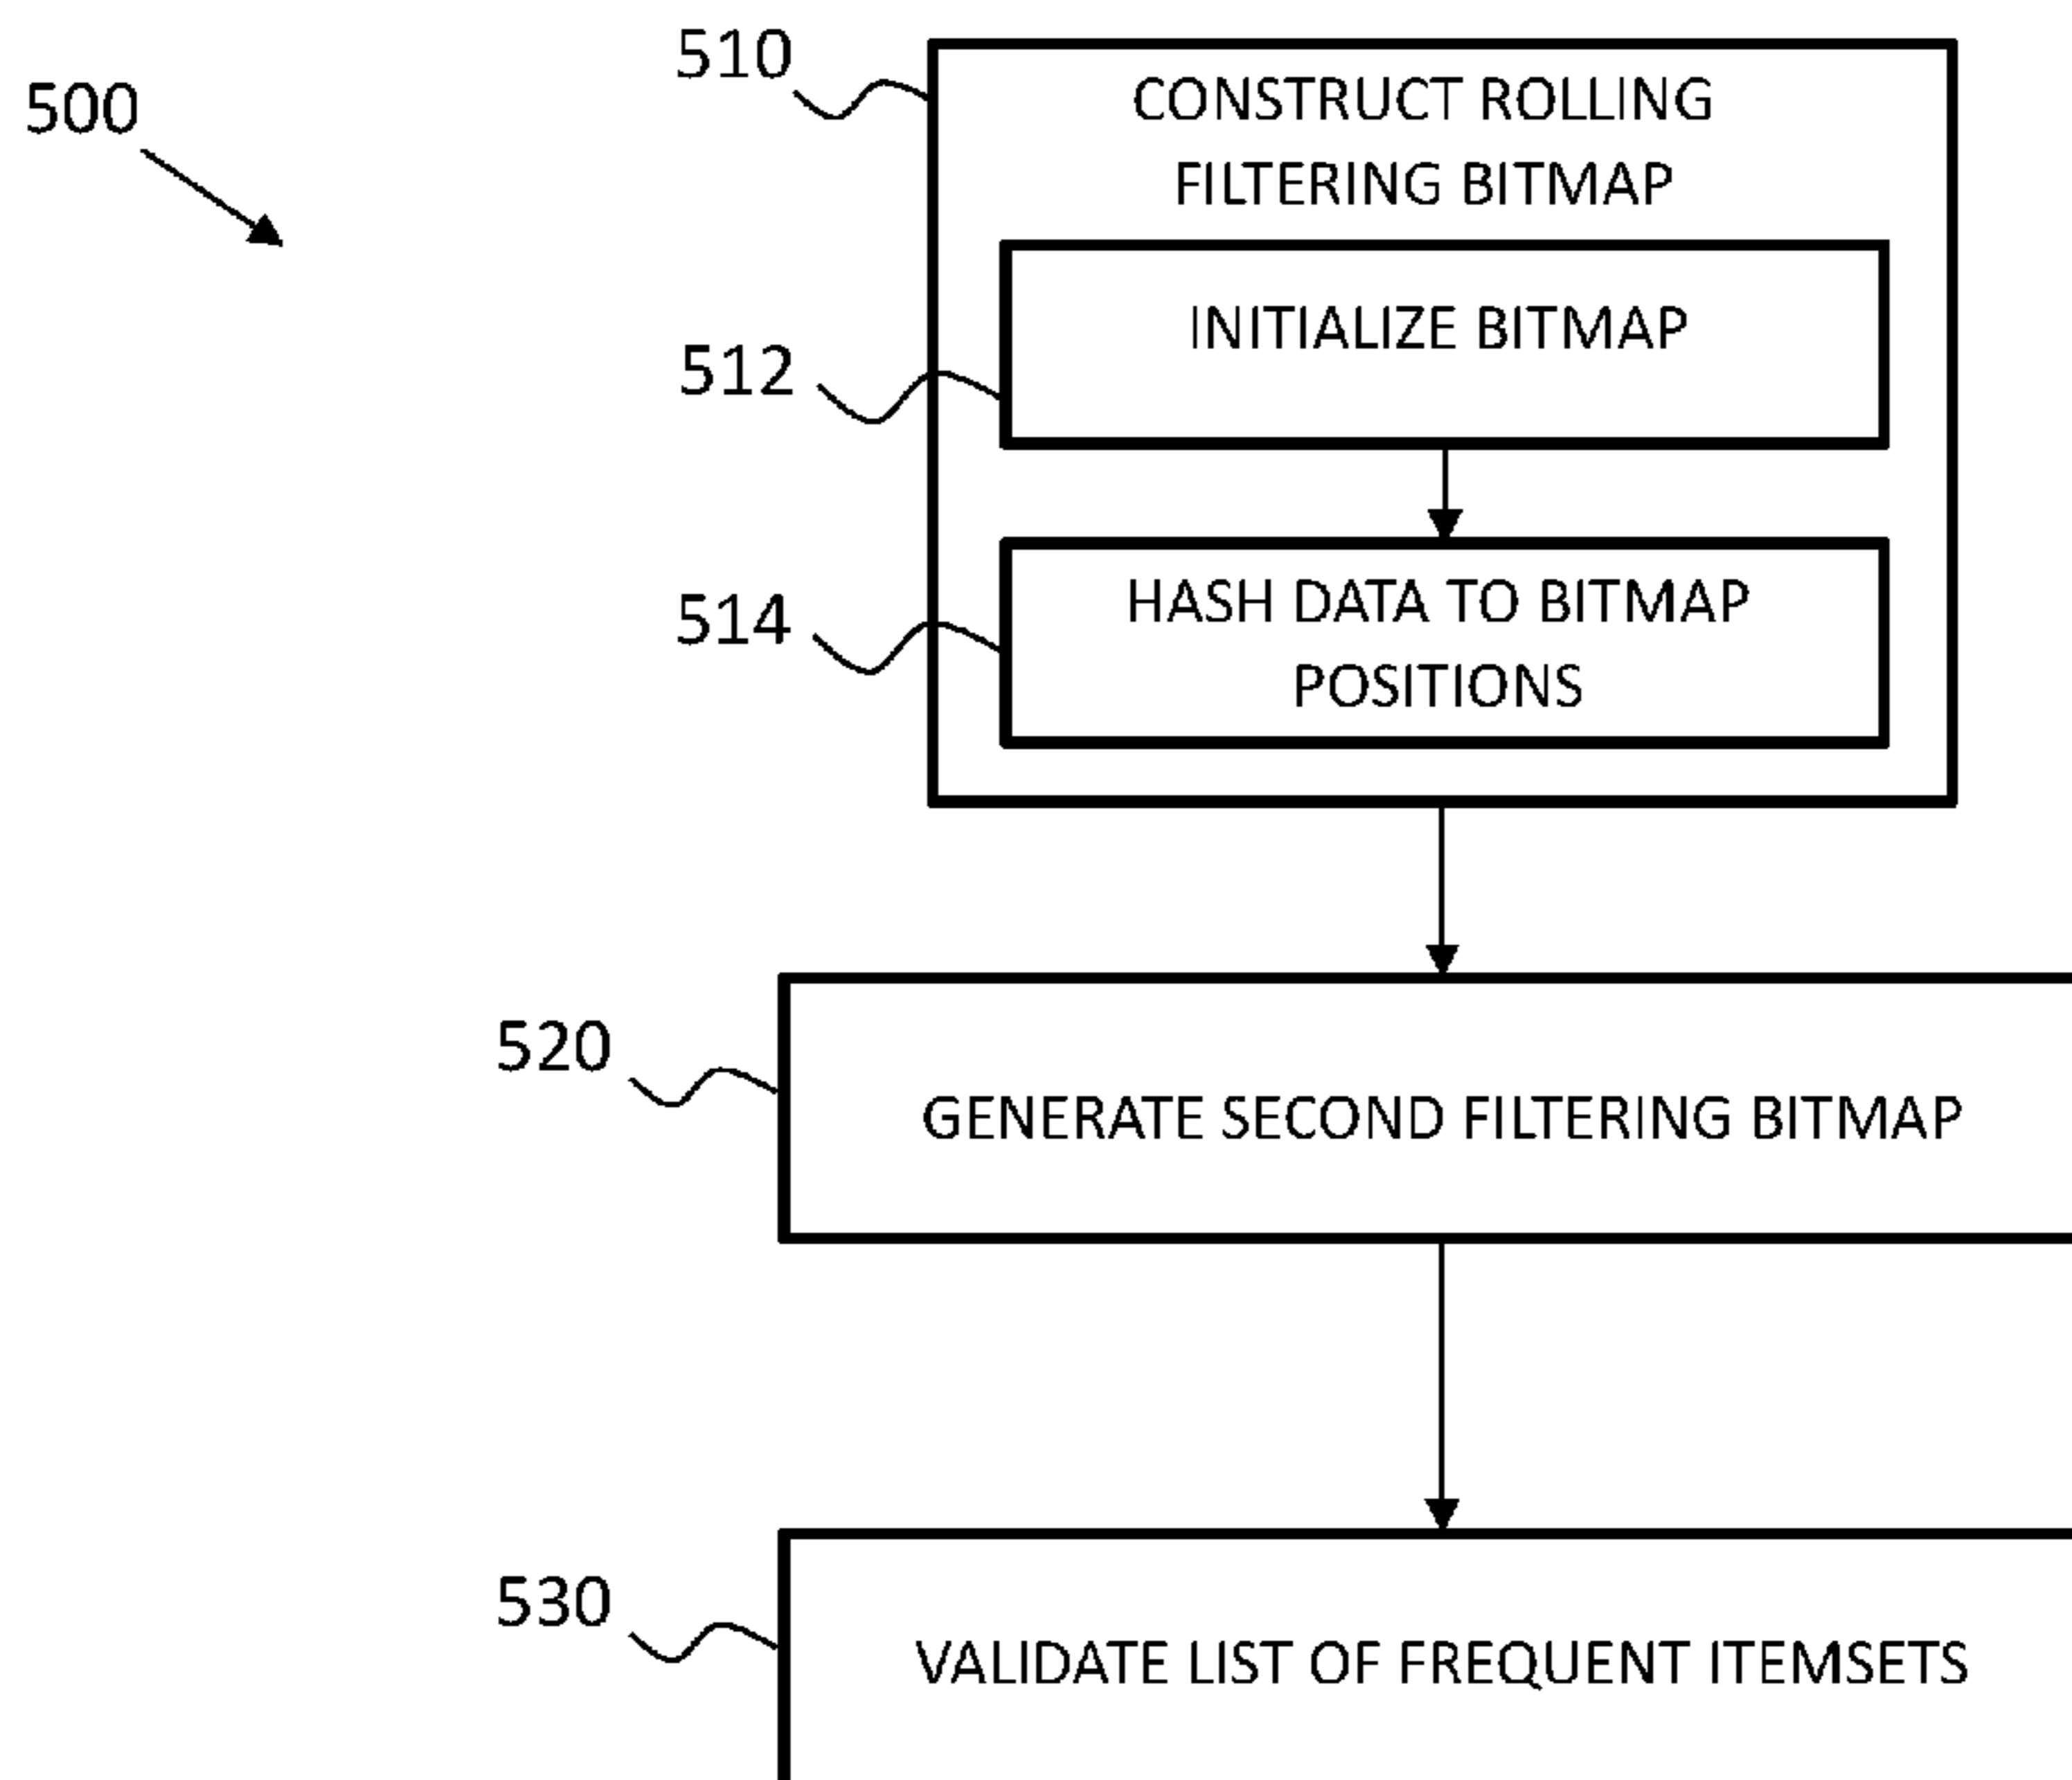 500
510
CONSTRUCT ROLLING
FILTERING BITMAP
512
INITIALIZE BITMAP
514
HASH DATA TO BITMAP
POSITIONS
520
GENERATE SECOND FILTERING BITMAP
530
VALIDATE LIST OF FREQUENT ITEMSETS